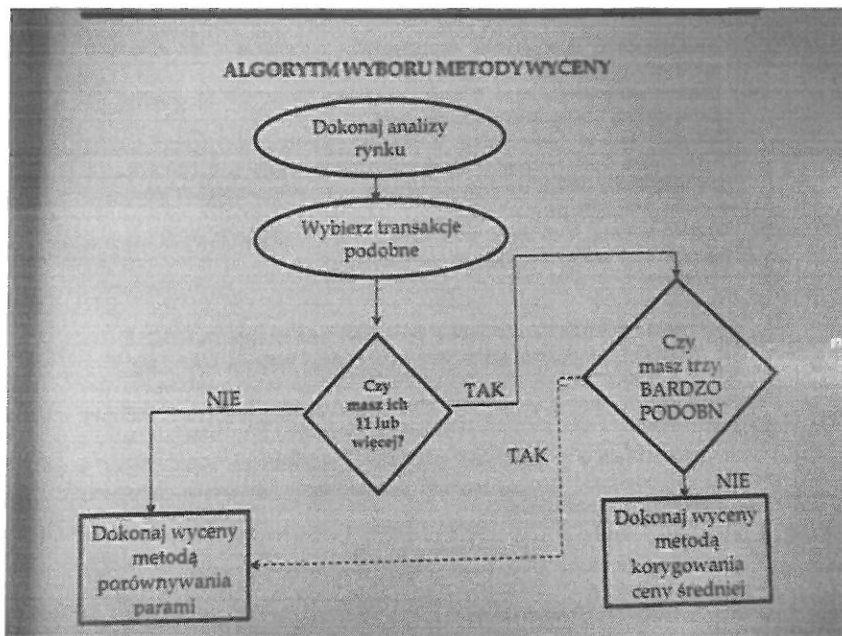 ALGORYTM WYBORU METODY WYCENY
Dokonaj analizy
rynku
Wybierz transakcje
podobne
Czy
masz ich
11 lub
więcej?
NIE
TAK
Czy
masz trzy
BARDZO
PODOBN
TAK
NIE
Dokonaj wyceny
metodą
porównywania
parami
Dokonaj wyceny
metodą
korygowania
ceny średniej